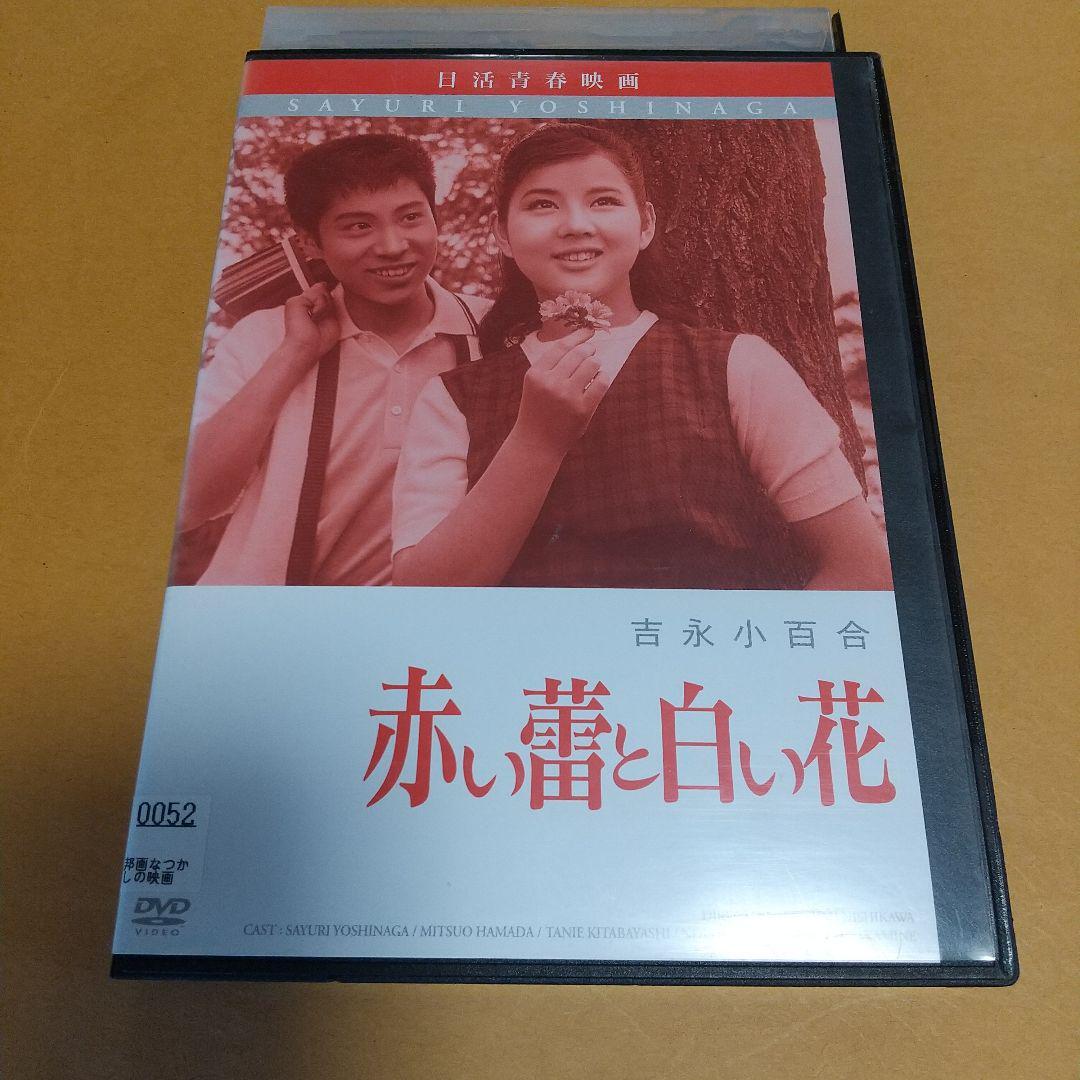 日活青春映画
SAYURI YOSHINAGA
吉永小百合
赤い蕾と白い花
0052
邦画なつか
しの映画
DVD
VIDEO
NISHIKAWA
CAST : SAYURI YOSHINAGA / MITSUO HAMADA / TANIE KITABAYASHI /